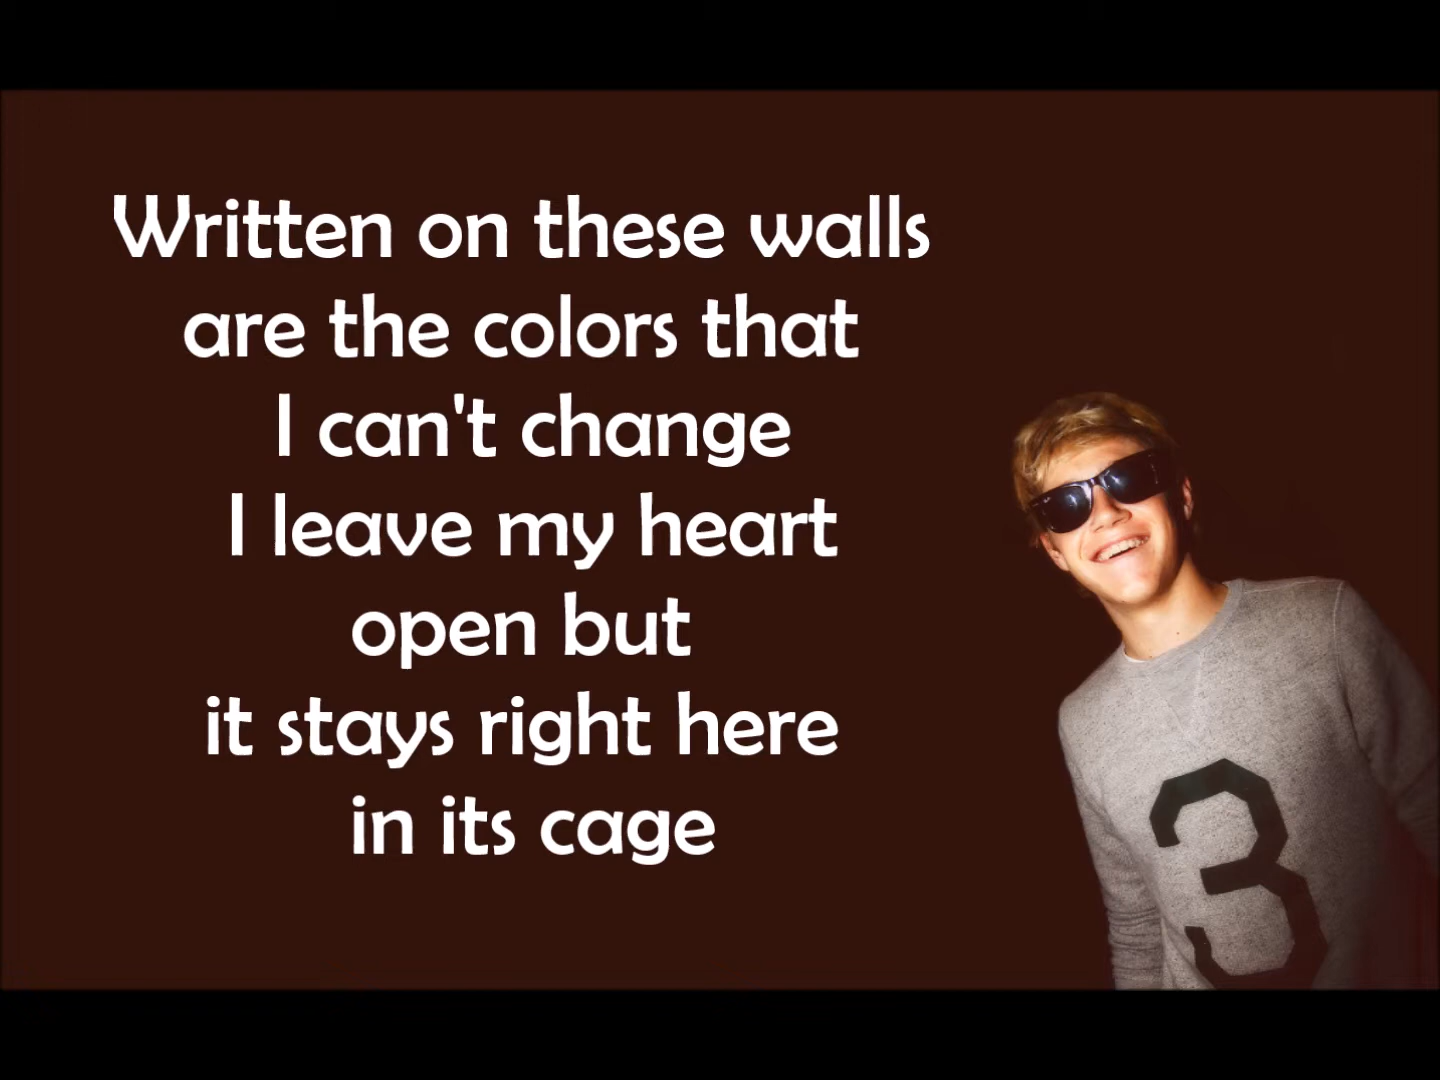 Written on these walls
are the colors that
I can't change
I leave my heart
open but
it stays right here
in its cage
3